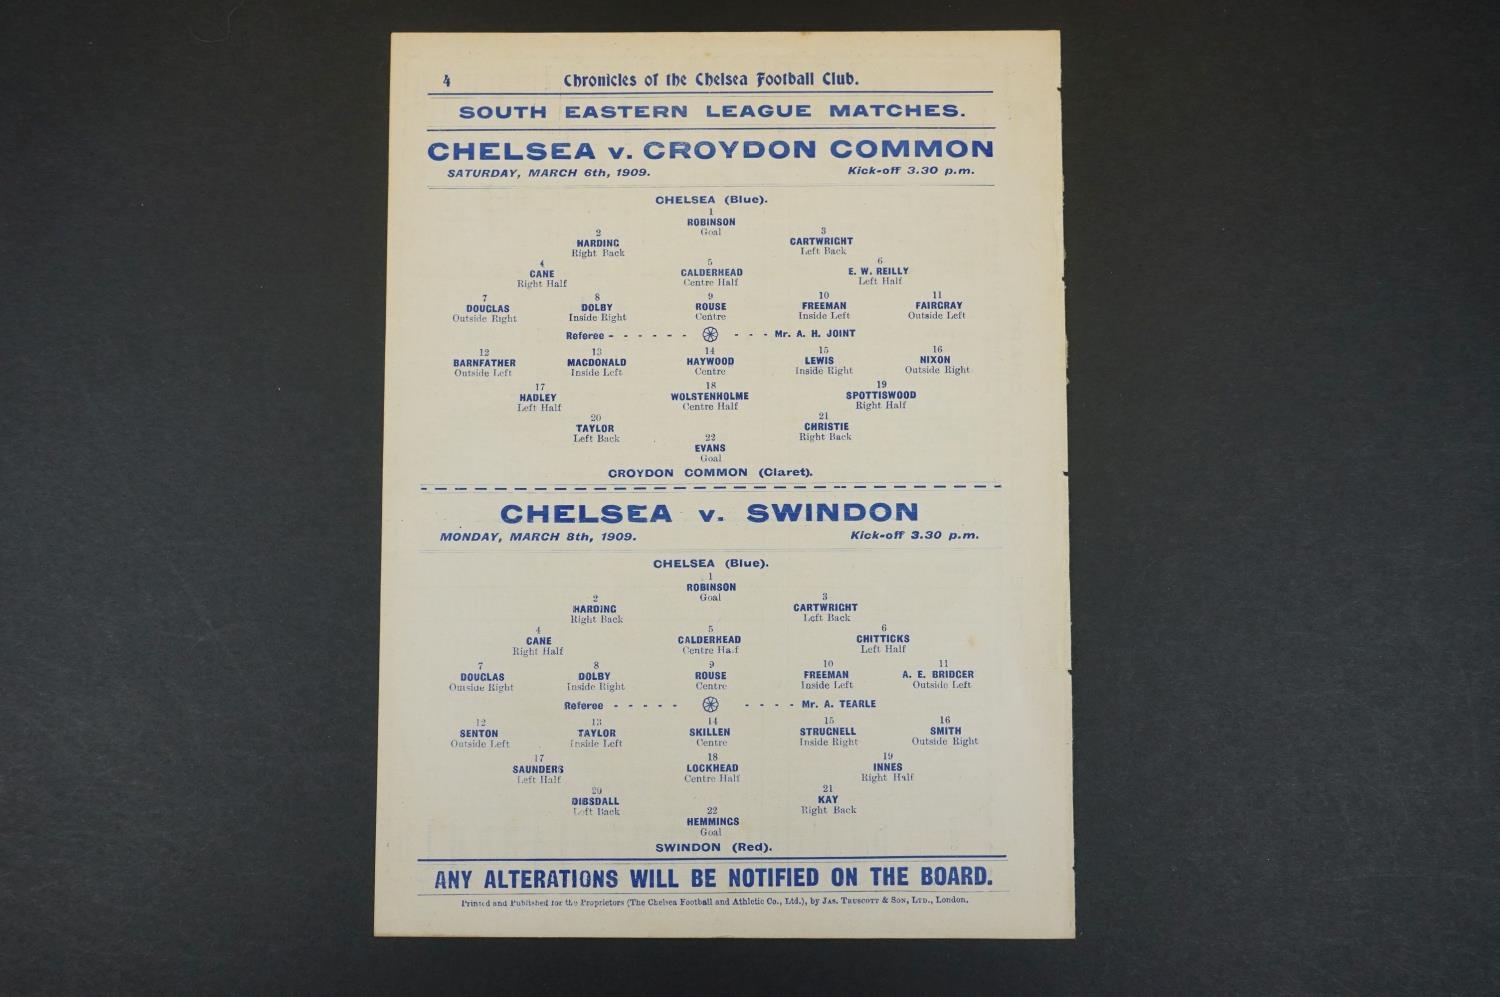 4 Chronicles of the Chelsea Football Club.
SOUTH EASTERN LEAGUE MATCHES.
CHELSEA v. CROYDON COMMON
SATURDAY, MARCH 6th, 1909. Kick-off 3.30 p.m.
CHELSEA (Blue).
1
ROBINSON
Goal
2 3
HARDING CARTWRIGHT
Right Back Left Back
4 5 6
CANE CALDERHEAD E. W. REILLY
Right Half Centre Half Left Half
7 8 9 10 11
DOUGLAS DOLBY ROUSE FREEMAN FAIRGRAY
Outside Right Inside Right Centre Inside Left Outside Left
Referee - - - - - - - - - Mr. A. H. JOINT
12 13 14 15 16
BARNFATHER MACDONALD HAYWOOD LEWIS NIXON
Outside Left Inside Left Centre Inside Right Outside Right
17 18 19
HADLEY WOLSTENHOLME SPOTTISWOOD
Left Half Centre Half Right Half
20 21
TAYLOR CHRISTIE
Left Back Right Back
22
EVANS
Goal
CROYDON COMMON (Claret).
CHELSEA v. SWINDON
MONDAY, MARCH 8th, 1909. Kick-off 3.30 p.m.
CHELSEA (Blue).
1
ROBINSON
Goal
2 3
HARDING CARTWRIGHT
Right Back Left Back
4 5 6
CANE CALDERHEAD CHITTICKS
Right Half Centre Half Left Half
7 8 9 10 11
DOUGLAS DOLBY ROUSE FREEMAN A. E. BRIDGER
Outside Right Inside Right Centre Inside Left Outside Left
Referee - - - - - - - - - Mr. A. TEARLE
12 13 14 15 16
SENTON TAYLOR SKILLEN STRUGNELL SMITH
Outside Left Inside Left Centre Inside Right Outside Right
17 18 19
SAUNDERS LOCKHEAD INNES
Left Half Centre Half Right Half
20 21
DIBSDALL KAY
Left Back Right Back
22
HEMMINGS
Goal
SWINDON (Red).
ANY ALTERATIONS WILL BE NOTIFIED ON THE BOARD.
Printed and Published for the Proprietors (The Chelsea Football and Athletic Co., Ltd.), by JAS. TRUSCOTT & SON, LTD., London.